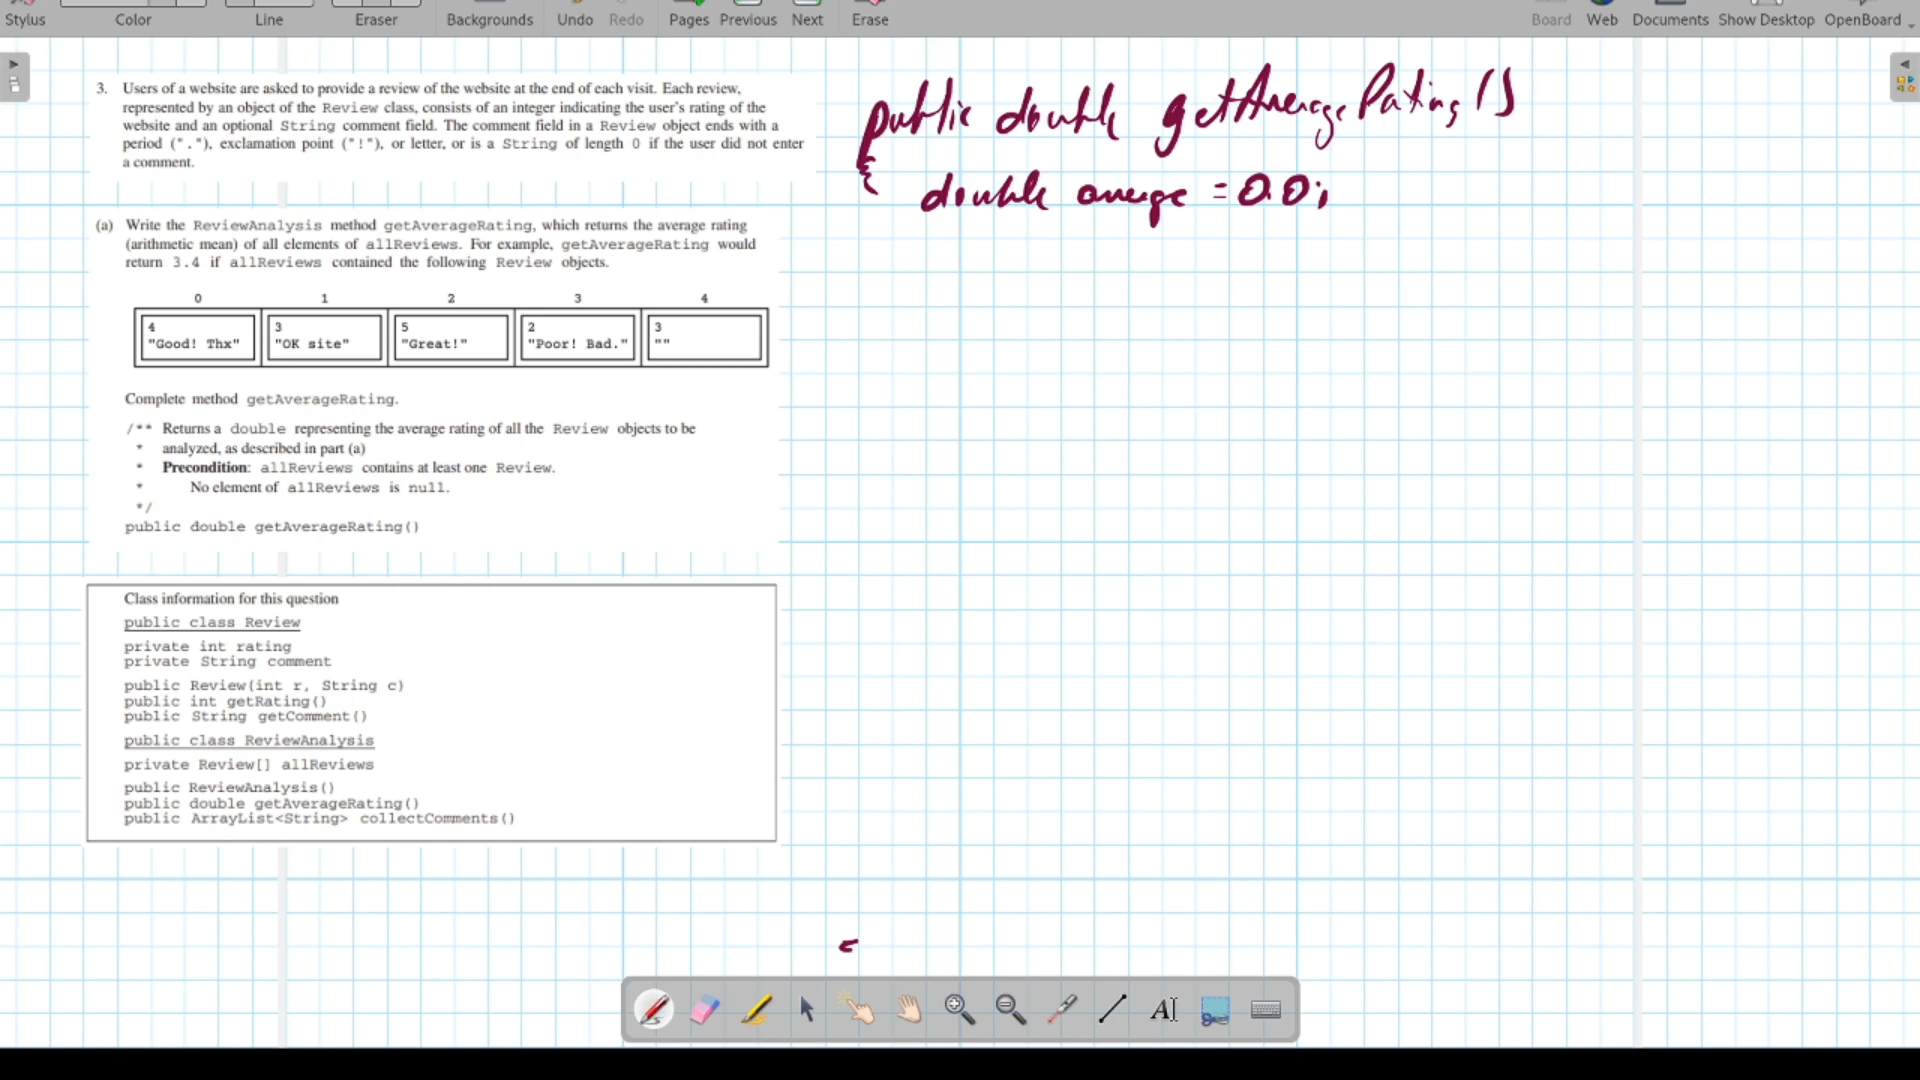 Stylus Color Line Eraser Backgrounds Undo Redo Pages Previous Next Erase Board Web Documents Show Desktop OpenBoard
3. Users of a website are asked to provide a review of the website at the end of each visit. Each review,
represented by an object of the Review class, consists of an integer indicating the user's rating of the
website and an optional String comment field. The comment field in a Review object ends with a
period ("."), exclamation point ("!"), or letter, or is a String of length 0 if the user did not enter
a comment.
(a) Write the ReviewAnalysis method getAverageRating, which returns the average rating
(arithmetic mean) of all elements of allReviews. For example, getAverageRating would
return 3.4 if allReviews contained the following Review objects.
0 1 2 3 4
4 3 5 2 3
"Good! Thx" "OK site" "Great!" "Poor! Bad." ""
Complete method getAverageRating.
/** Returns a double representing the average rating of all the Review objects to be
* analyzed, as described in part (a)
* Precondition: allReviews contains at least one Review.
* No element of allReviews is null.
*/
public double getAverageRating()
Class information for this question
public class Review
private int rating
private String comment
public Review(int r, String c)
public int getRating()
public String getComment()
public class ReviewAnalysis
private Review[] allReviews
public ReviewAnalysis()
public double getAverageRating()
public ArrayList<String> collectComments()
public double getAverageRating()
{ double average = 0.0;